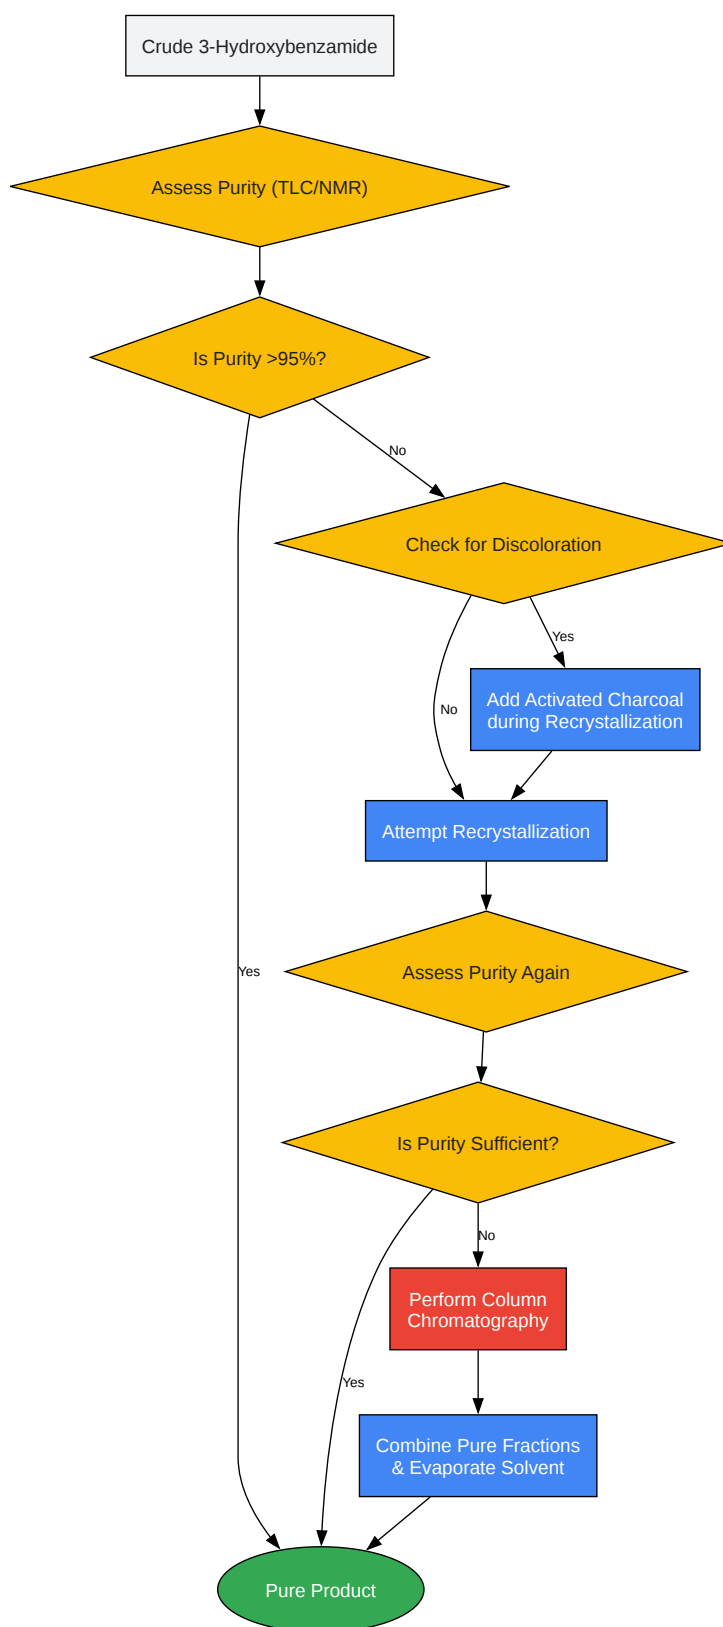 Crude 3-Hydroxybenzamide
Assess Purity (TLC/NMR)
Is Purity >95%?
No
Check for Discoloration
Yes
Add Activated Charcoal
during Recrystallization
No
Attempt Recrystallization
Assess Purity Again
Yes
Is Purity Sufficient?
No
Perform Column
Chromatography
Yes
Combine Pure Fractions
& Evaporate Solvent
Pure Product